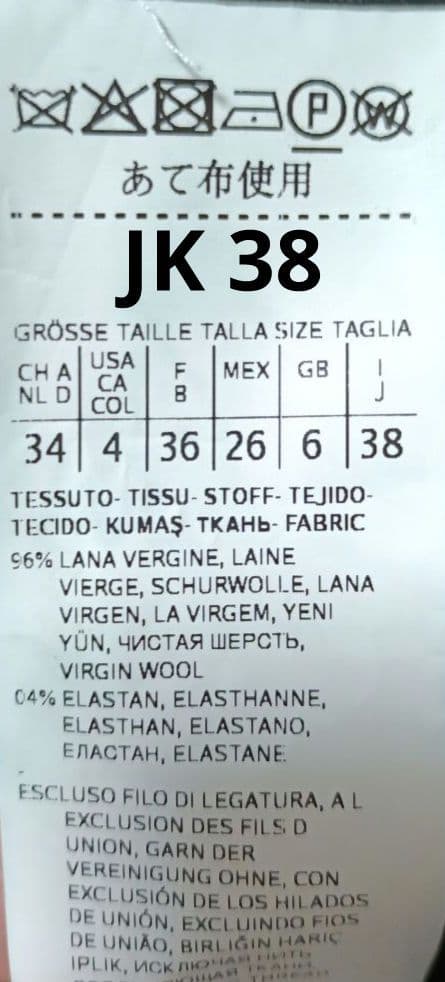 P W
あて布使用
JK 38
GRÖSSE TAILLE TALLA SIZE TAGLIA
CH A NL D USA CA COL F B MEX GB I J
34 4 36 26 6 38
TESSUTO- TISSU- STOFF- TEJIDO-
TECIDO- KUMAŞ- ТКАНЬ- FABRIC
96% LANA VERGINE, LAINE
VIERGE, SCHURWOLLE, LANA
VIRGEN, LA VIRGEM, YENI
YÜN, ЧИСТАЯ ШЕРСТЬ,
VIRGIN WOOL
04% ELASTAN, ELASTHANNE,
ELASTHAN, ELASTANO,
ЕЛАСТАН, ELASTANE
ESCLUSO FILO DI LEGATURA, A L
EXCLUSION DES FILS D
UNION, GARN DER
VEREINIGUNG OHNE, CON
EXCLUSIÓN DE LOS HILADOS
DE UNIÓN, EXCLUINDO FIOS
DE UNIÃO, BIRLIĞIN HARIÇ
IPLIK, ИСКЛЮЧАЯ НИТЬ